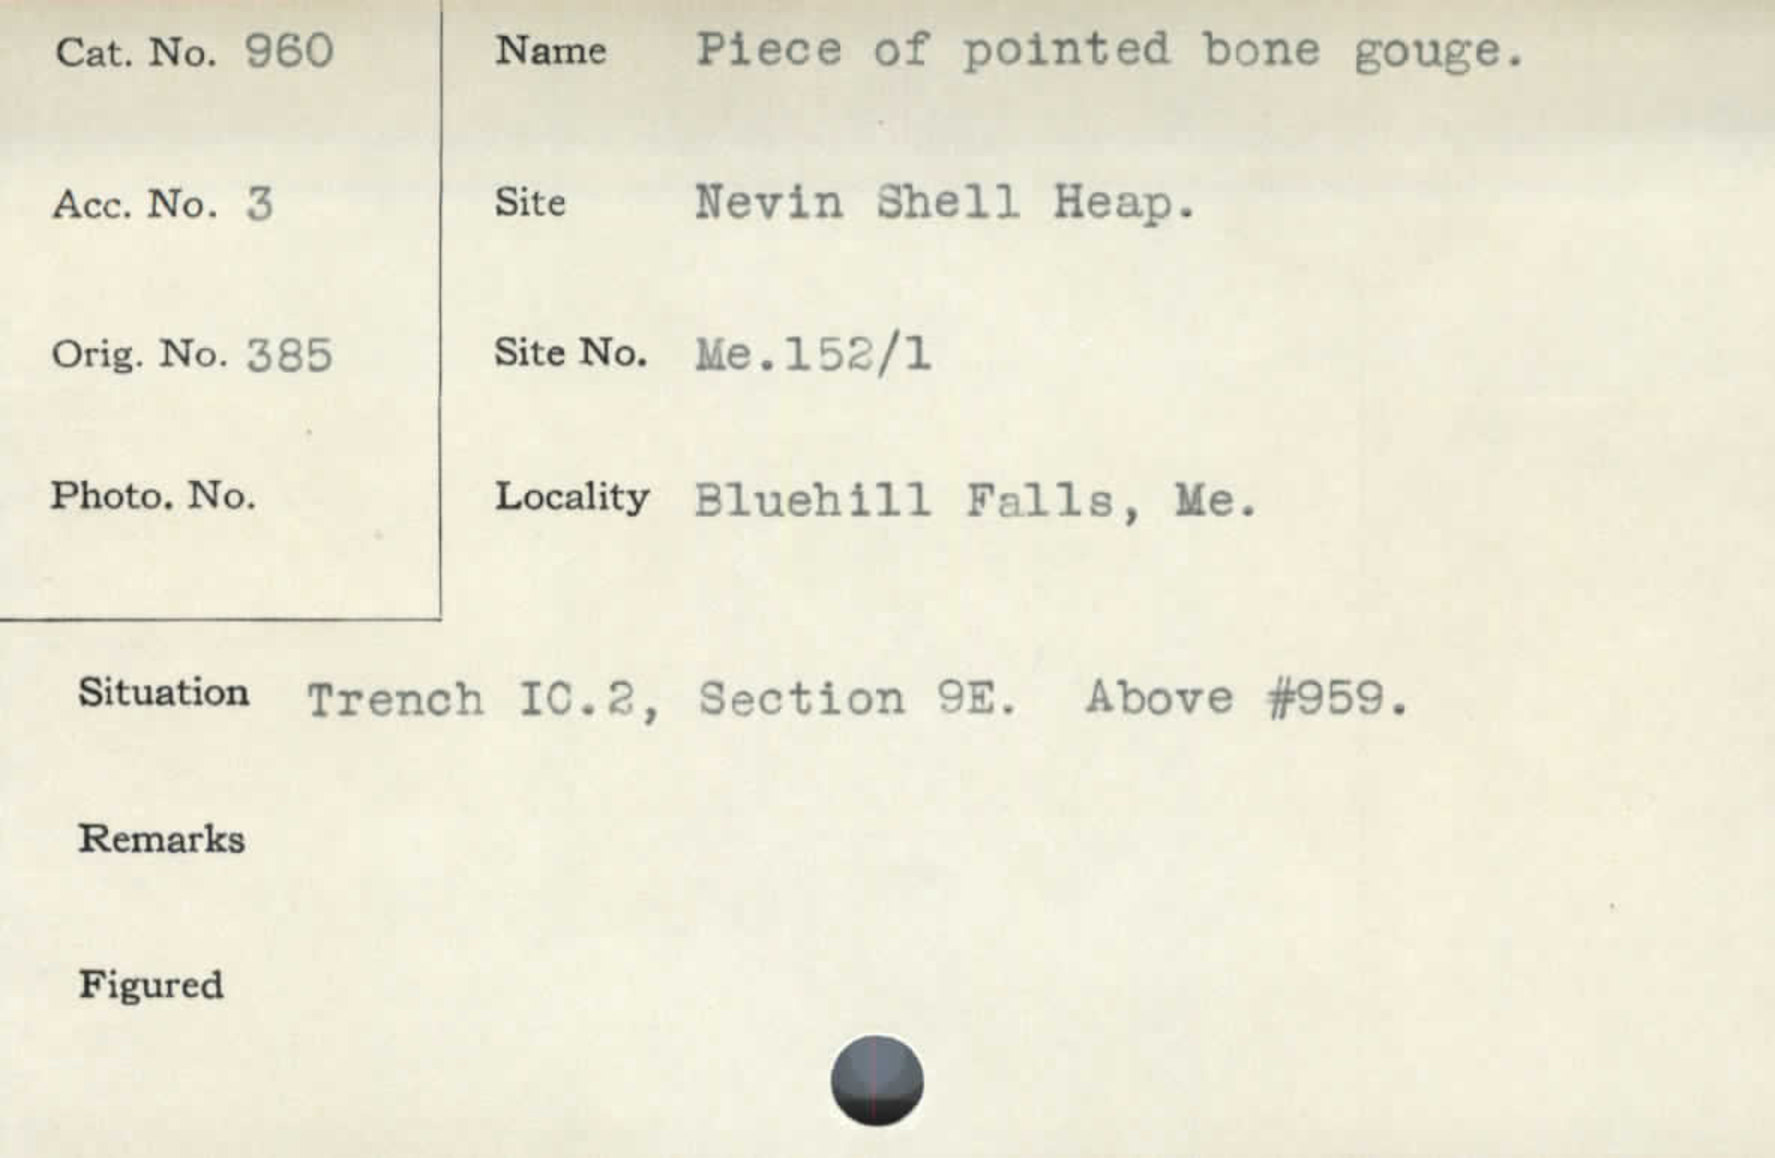 Cat. No. 960
Name Piece of pointed bone gouge.
Acc. No. 3
Site Nevin Shell Heap.
Orig. No. 385
Site No. Me.152/1
Photo. No.
Locality Bluehill Falls, Me.
Situation Trench IC.2, Section 9E. Above #959.
Remarks
Figured